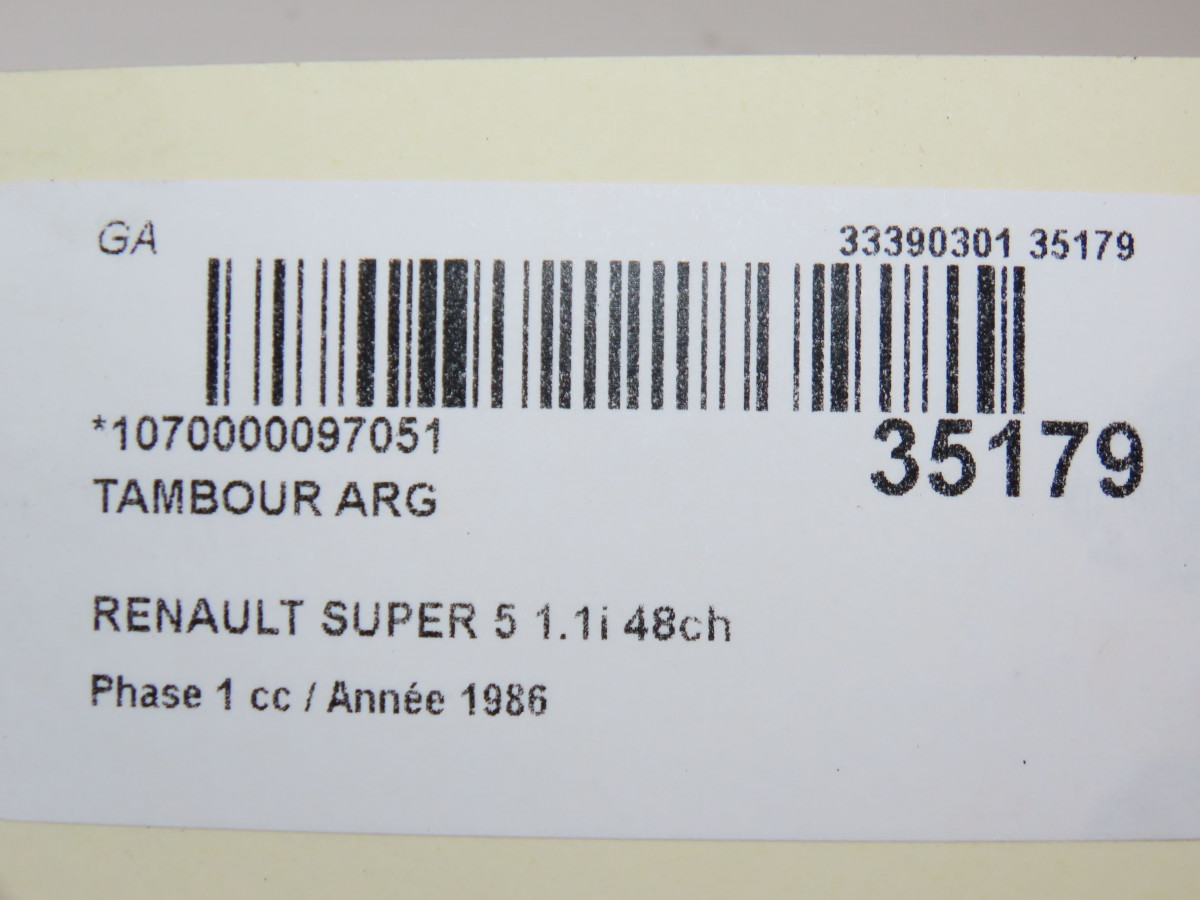 GA
33390301 35179
*1070000097051
35179
TAMBOUR ARG
RENAULT SUPER 5 1.1i 48ch
Phase 1 cc / Année 1986